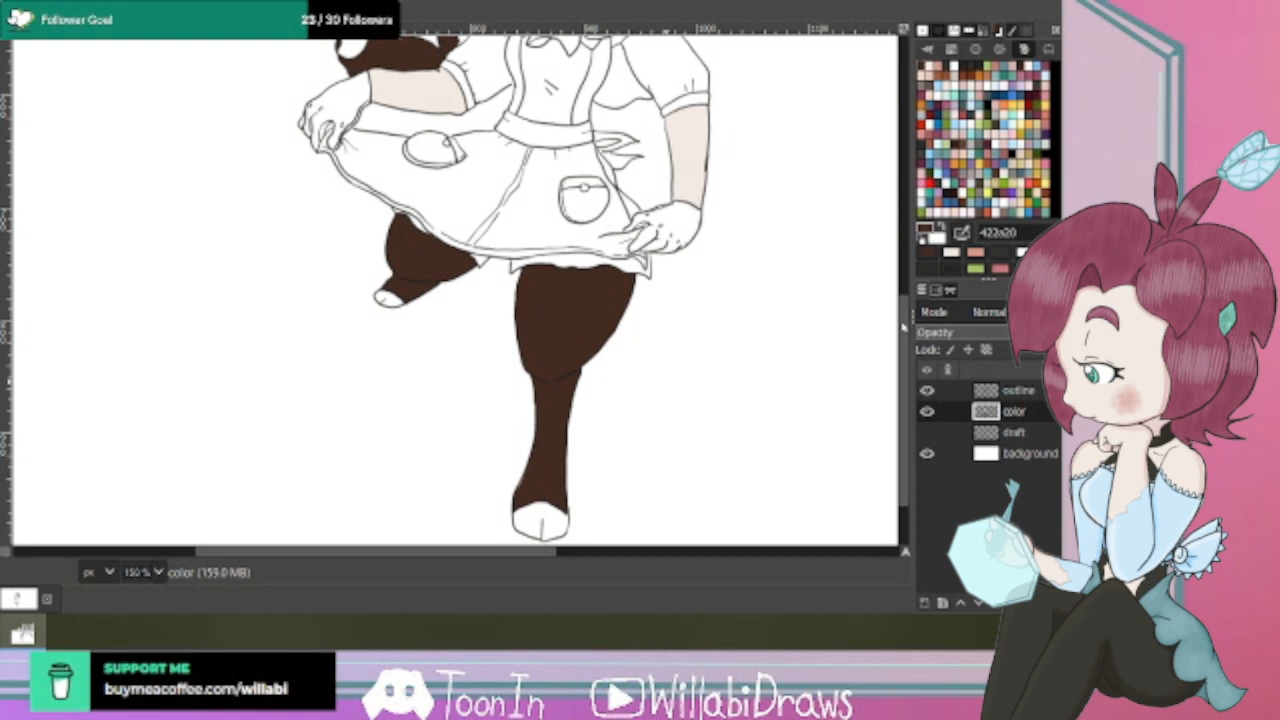 Follower Goal
23 / 30 Followers
422a20
Mode Normal
Opacity
Lock:
outline
color
draft
background
px 150 % color (159.0 MB)
SUPPORT ME
buymeacoffee.com/willabi
ToonIn
WillabiDraws